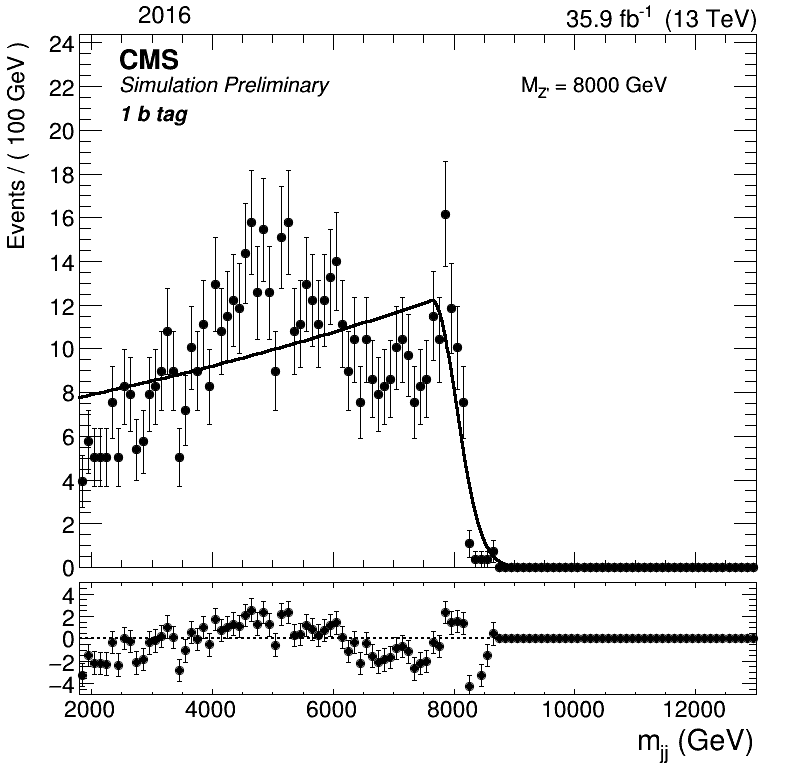 2016 35.9 fb⁻¹ (13 TeV)
CMS
Simulation Preliminary
M_Z' = 8000 GeV
1 b tag
Events / ( 100 GeV )
24
22
20
18
16
14
12
10
8
6
4
2
0
4
2
0
−2
−4
2000 4000 6000 8000 10000 12000
m_jj (GeV)